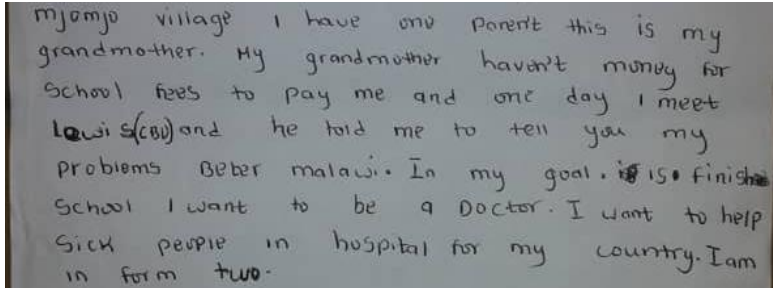 mjomjo village I have one parent this is my
grandmother. My grandmother haven't money for
School fees to pay me and one day I meet
Lewis(CBO) and he told me to tell you my
problems Beber malawi. In my goal. is is finish
School I want to be a Doctor. I want to help
Sick people in hospital for my country. I am
in form two.